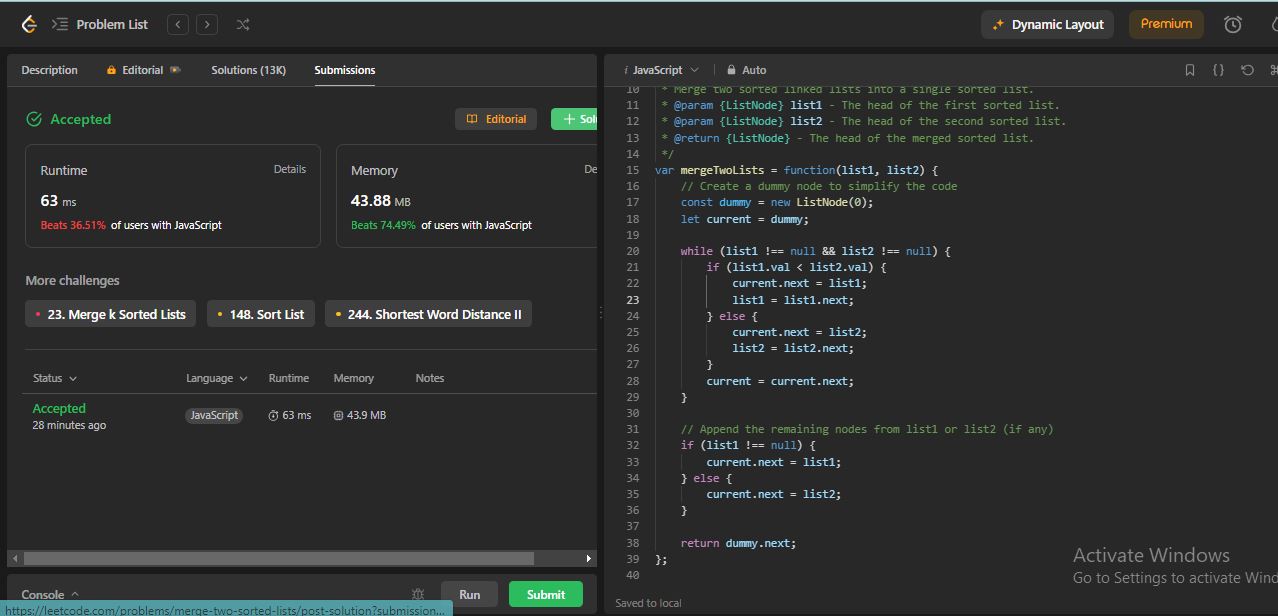 Problem List
Dynamic Layout
Premium
Description
Editorial
Solutions (13K)
Submissions
Accepted
Editorial
Runtime
Details
63 ms
Beats 36.51% of users with JavaScript
Memory
43.88 MB
Beats 74.49% of users with JavaScript
More challenges
23. Merge k Sorted Lists
148. Sort List
244. Shortest Word Distance II
Status
Language
Runtime
Memory
Notes
Accepted
28 minutes ago
JavaScript
63 ms
43.9 MB
Console
Run
Submit
https://leetcode.com/problems/merge-two-sorted-lists/post-solution?submission...
i JavaScript
Auto
10 * Merge two sorted linked lists into a single sorted list.
11 * @param {ListNode} list1 - The head of the first sorted list.
12 * @param {ListNode} list2 - The head of the second sorted list.
13 * @return {ListNode} - The head of the merged sorted list.
14 */
15 var mergeTwoLists = function(list1, list2) {
16 // Create a dummy node to simplify the code
17 const dummy = new ListNode(0);
18 let current = dummy;
19
20 while (list1 !== null && list2 !== null) {
21 if (list1.val < list2.val) {
22 current.next = list1;
23 list1 = list1.next;
24 } else {
25 current.next = list2;
26 list2 = list2.next;
27 }
28 current = current.next;
29 }
30
31 // Append the remaining nodes from list1 or list2 (if any)
32 if (list1 !== null) {
33 current.next = list1;
34 } else {
35 current.next = list2;
36 }
37
38 return dummy.next;
39 };
40
Saved to local
Activate Windows
Go to Settings to activate